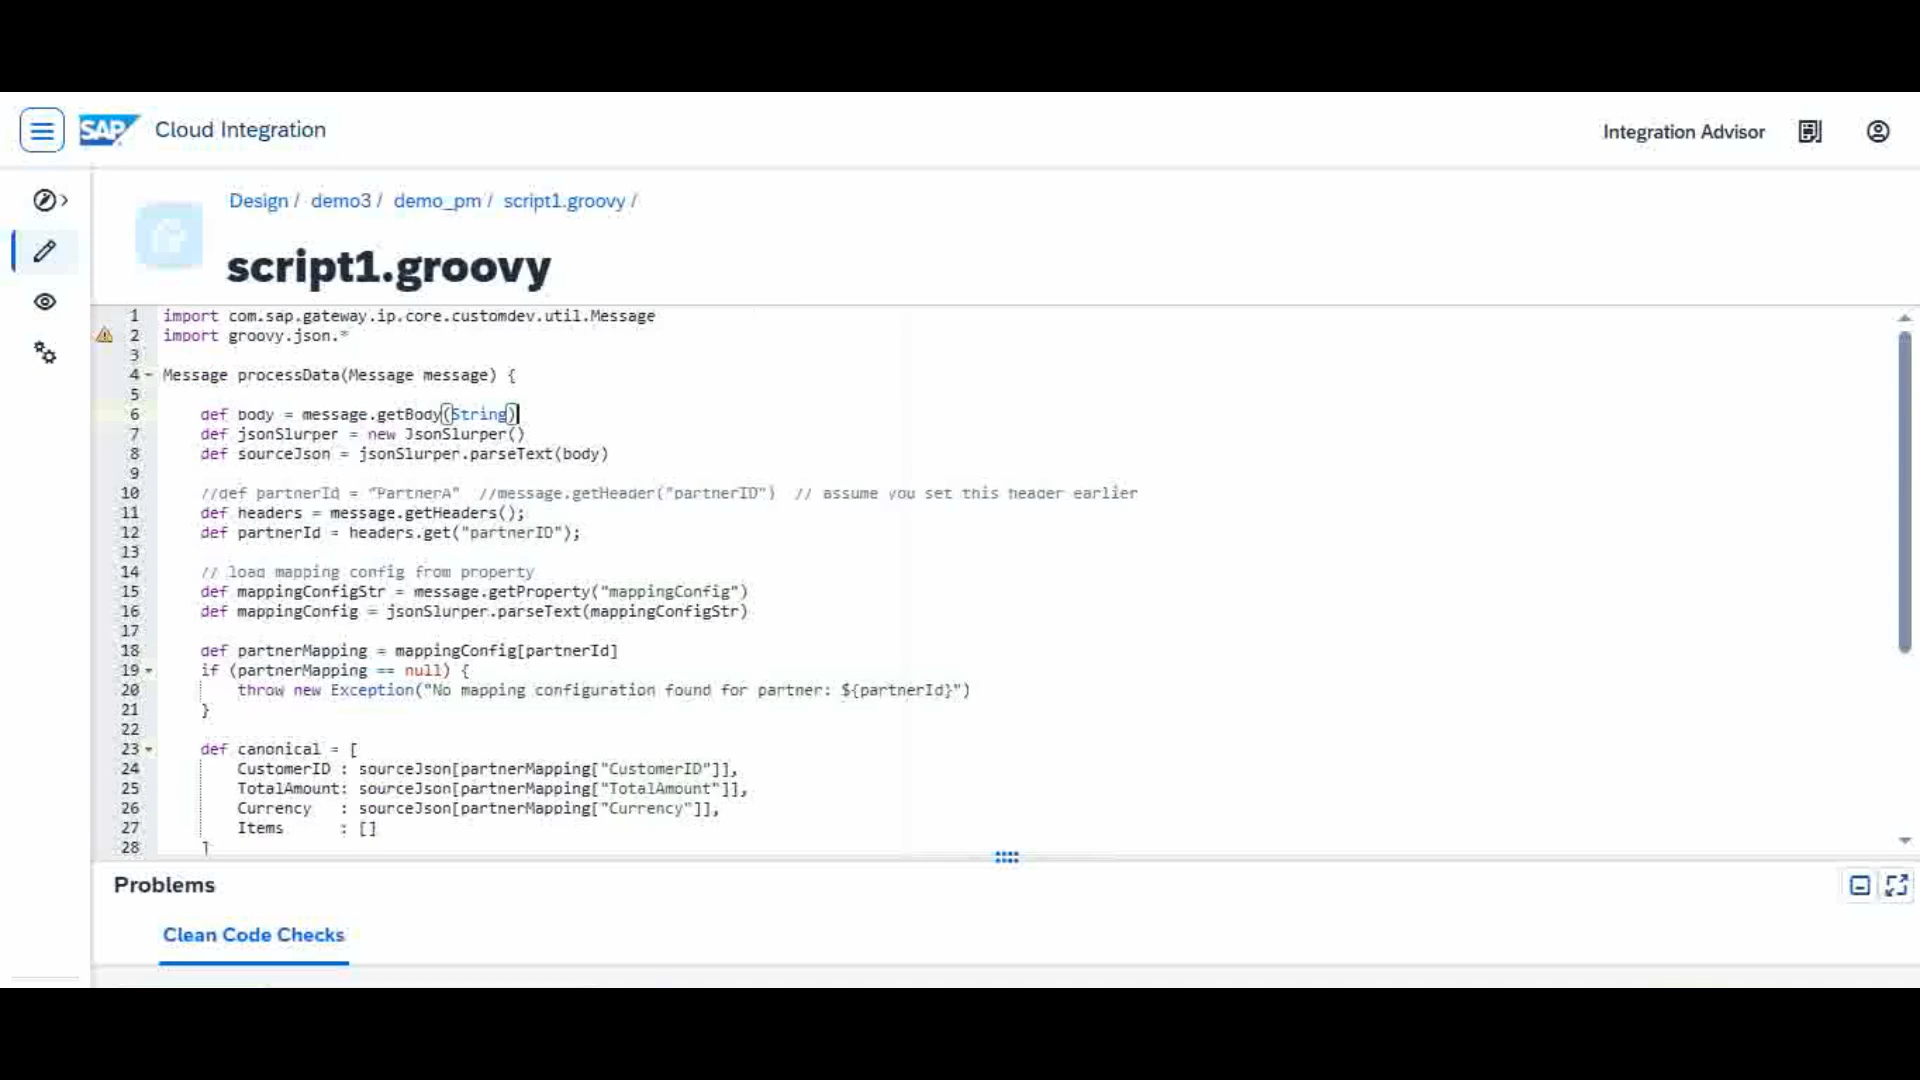 SAP Cloud Integration
Integration Advisor
Design / demo3 / demo_pm / script1.groovy /
script1.groovy
1 import com.sap.gateway.ip.core.customdev.util.Message
2 import groovy.json.*
3
4 Message processData(Message message) {
5
6 def body = message.getBody(String)
7 def jsonSlurper = new JsonSlurper()
8 def sourceJson = jsonSlurper.parseText(body)
9
10 //def partnerId = "PartnerA" //message.getHeader("partnerID") // assume you set this header earlier
11 def headers = message.getHeaders();
12 def partnerId = headers.get("partnerID");
13
14 // load mapping config from property
15 def mappingConfigStr = message.getProperty("mappingConfig")
16 def mappingConfig = jsonSlurper.parseText(mappingConfigStr)
17
18 def partnerMapping = mappingConfig[partnerId]
19 if (partnerMapping == null) {
20 throw new Exception("No mapping configuration found for partner: ${partnerId}")
21 }
22
23 def canonical = [
24 CustomerID : sourceJson[partnerMapping["CustomerID"]],
25 TotalAmount: sourceJson[partnerMapping["TotalAmount"]],
26 Currency : sourceJson[partnerMapping["Currency"]],
27 Items : []
28 ]
Problems
Clean Code Checks